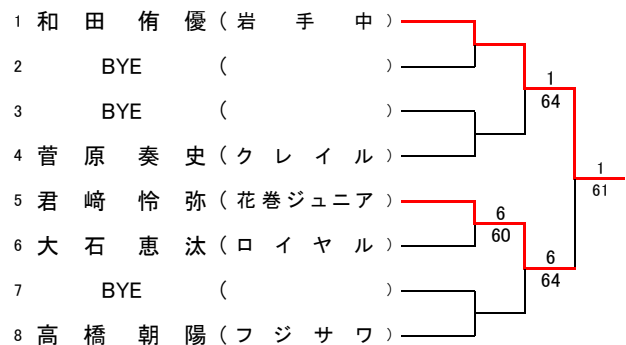 1 和田侑優(岩手中)
2 BYE ( )
3 BYE ( )
4 菅原奏史(クレイル)
5 君﨑怜弥(花巻ジュニア)
6 大石恵汰(ロイヤル)
7 BYE ( )
8 高橋朝陽(フジサワ)
1
64
6
60
6
64
1
61